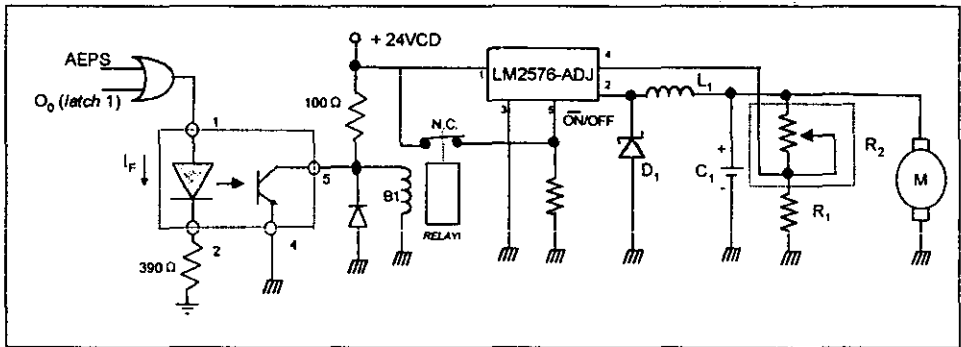 + 24VCD
AEPS
O₀ (latch 1)
1
I_F
5
2
4
390 Ω
100 Ω
N.C.
B1
RELAY1
1
LM2576-ADJ
4
2
3
5
ON/OFF
L₁
D₁
C₁
+
-
R₂
R₁
M